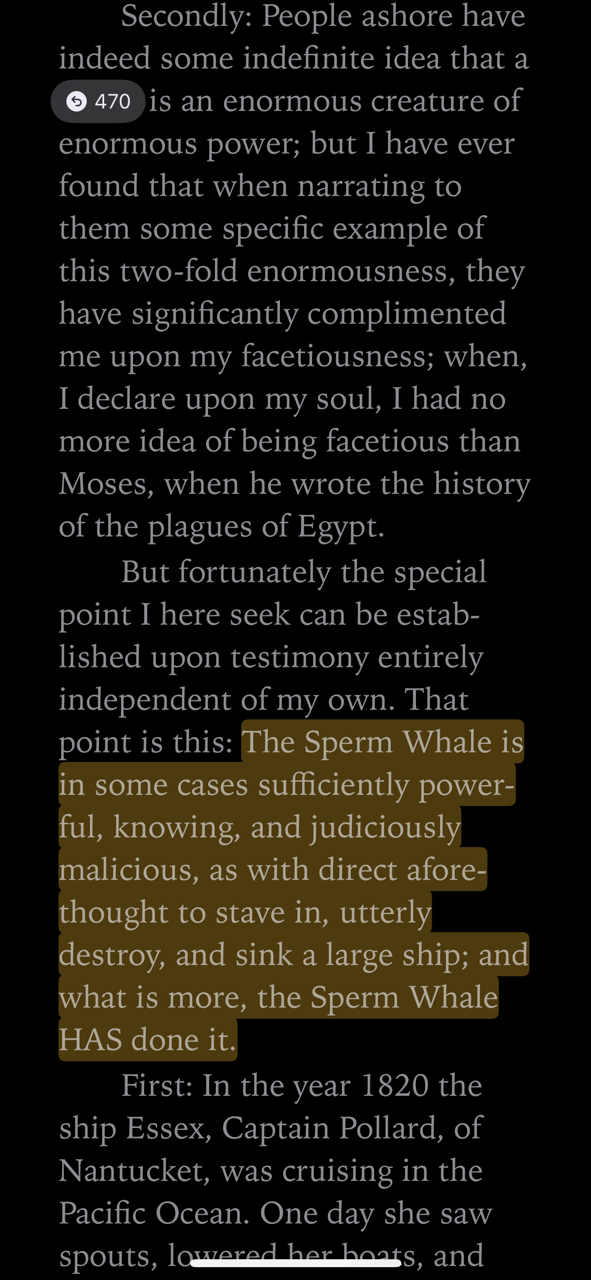 Secondly: People ashore have
indeed some indefinite idea that a
470 is an enormous creature of
enormous power; but I have ever
found that when narrating to
them some specific example of
this two-fold enormousness, they
have significantly complimented
me upon my facetiousness; when,
I declare upon my soul, I had no
more idea of being facetious than
Moses, when he wrote the history
of the plagues of Egypt.
But fortunately the special
point I here seek can be estab-
lished upon testimony entirely
independent of my own. That
point is this: The Sperm Whale is
in some cases sufficiently power-
ful, knowing, and judiciously
malicious, as with direct afore-
thought to stave in, utterly
destroy, and sink a large ship; and
what is more, the Sperm Whale
HAS done it.
First: In the year 1820 the
ship Essex, Captain Pollard, of
Nantucket, was cruising in the
Pacific Ocean. One day she saw
spouts, lowered her boats, and